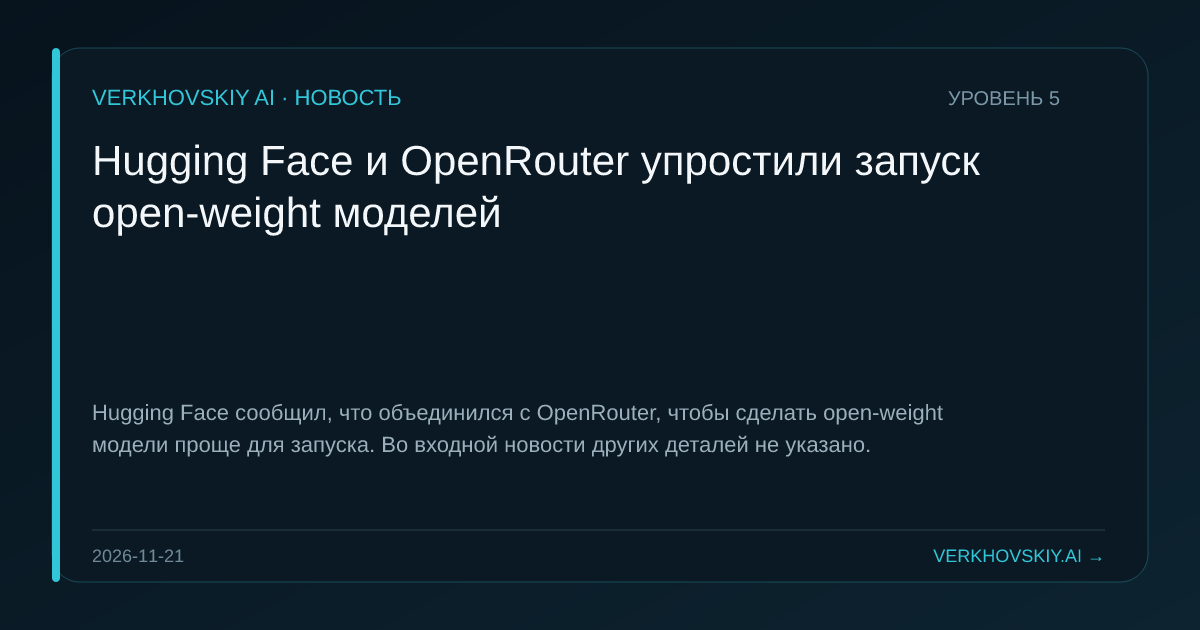 VERKHOVSKIY AI · НОВОСТЬ
УРОВЕНЬ 5
Hugging Face и OpenRouter упростили запуск
open-weight моделей
Hugging Face сообщил, что объединился с OpenRouter, чтобы сделать open-weight
модели проще для запуска. Во входной новости других деталей не указано.
2026-11-21
VERKHOVSKIY.AI →